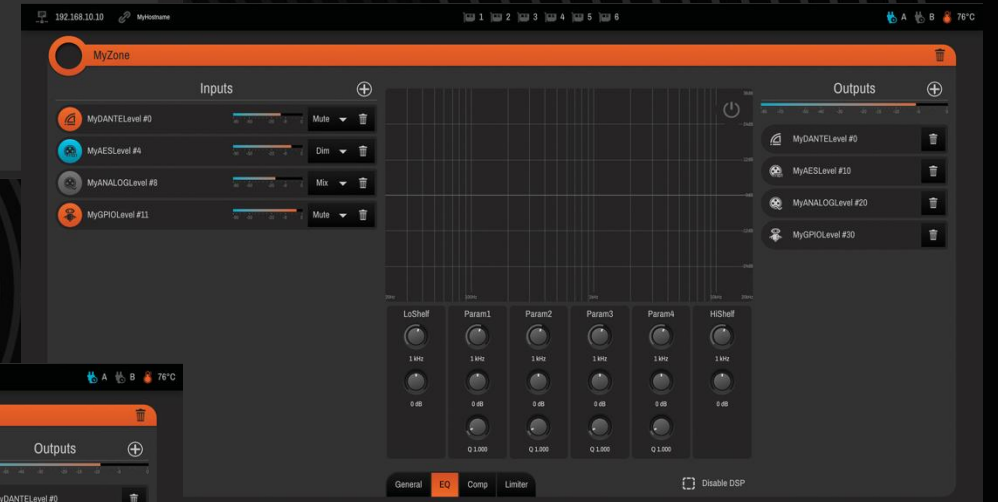 192.168.10.10 MyHostname 1 2 3 4 5 6 A B 76°C
MyZone
Inputs
MyDANTELevel #0 Mute
MyAESLevel #4 Dim
MyANALOGLevel #8 Mix
MyGPIOLevel #11 Mute
Outputs
MyDANTELevel #0
MyAESLevel #10
MyANALOGLevel #20
MyGPIOLevel #30
LoShelf Param1 Param2 Param3 Param4 HiShelf
1 kHz 1 kHz 1 kHz 1 kHz 1 kHz 1 kHz
0 dB 0 dB 0 dB 0 dB 0 dB 0 dB
Q 1.000 Q 1.000 Q 1.000 Q 1.000
General EQ Comp Limiter Disable DSP
A B 76°C
Outputs
yDANTELevel #0